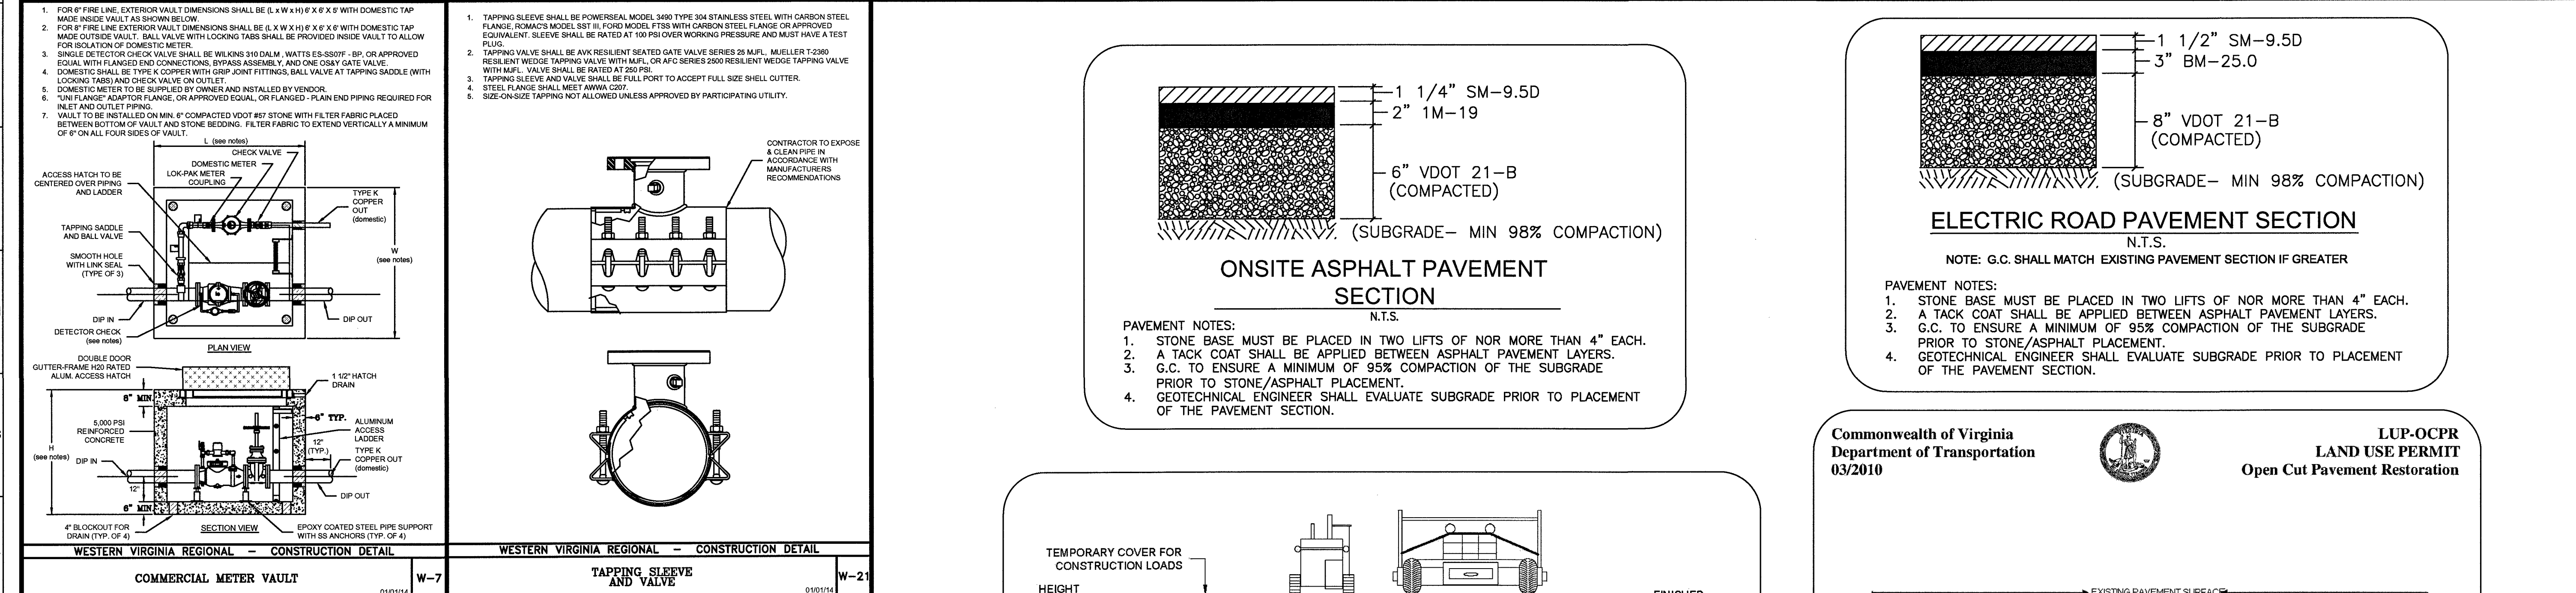 1. FOR 6" FIRE LINE, EXTERIOR VAULT DIMENSIONS SHALL BE (L x W x H) 6' X 6' X 5' WITH DOMESTIC TAP
MADE INSIDE VAULT AS SHOWN BELOW.
2. FOR 8" FIRE LINE EXTERIOR VAULT DIMENSIONS SHALL BE (L X W X H) 6' X 6' X 6' WITH DOMESTIC TAP
MADE OUTSIDE VAULT. BALL VALVE WITH LOCKING TABS SHALL BE PROVIDED INSIDE VAULT TO ALLOW
FOR ISOLATION OF DOMESTIC METER.
3. SINGLE DETECTOR CHECK VALVE SHALL BE WILKINS 310 DALM , WATTS ES-SS07F - BP, OR APPROVED
EQUAL WITH FLANGED END CONNECTIONS, BYPASS ASSEMBLY, AND ONE OS&Y GATE VALVE.
4. DOMESTIC SHALL BE TYPE K COPPER WITH GRIP JOINT FITTINGS, BALL VALVE AT TAPPING SADDLE (WITH
LOCKING TABS) AND CHECK VALVE ON OUTLET.
5. DOMESTIC METER TO BE SUPPLIED BY OWNER AND INSTALLED BY VENDOR.
6. "UNI FLANGE" ADAPTOR FLANGE, OR APPROVED EQUAL, OR FLANGED - PLAIN END PIPING REQUIRED FOR
INLET AND OUTLET PIPING.
7. VAULT TO BE INSTALLED ON MIN. 6" COMPACTED VDOT #57 STONE WITH FILTER FABRIC PLACED
BETWEEN BOTTOM OF VAULT AND STONE BEDDING. FILTER FABRIC TO EXTEND VERTICALLY A MINIMUM
OF 6" ON ALL FOUR SIDES OF VAULT.
L (see notes)
CHECK VALVE
DOMESTIC METER
LOK-PAK METER
COUPLING
ACCESS HATCH TO BE
CENTERED OVER PIPING
AND LADDER
TYPE K
COPPER
OUT
(domestic)
TAPPING SADDLE
AND BALL VALVE
W
(see notes)
SMOOTH HOLE
WITH LINK SEAL
(TYPE OF 3)
DIP IN
DIP OUT
DETECTOR CHECK
(see notes)
PLAN VIEW
DOUBLE DOOR
GUTTER-FRAME H20 RATED
ALUM. ACCESS HATCH
1 1/2" HATCH
DRAIN
6" MIN.
6" TYP.
5,000 PSI
REINFORCED
CONCRETE
ALUMINUM
ACCESS
LADDER
12"
(TYP.)
H
(see notes)
TYPE K
COPPER OUT
(domestic)
DIP IN
12"
DIP OUT
6" MIN.
4" BLOCKOUT FOR
DRAIN (TYP. OF 4)
SECTION VIEW
EPOXY COATED STEEL PIPE SUPPORT
WITH SS ANCHORS (TYP. OF 4)
WESTERN VIRGINIA REGIONAL - CONSTRUCTION DETAIL
COMMERCIAL METER VAULT
W-7
01/01/14
1. TAPPING SLEEVE SHALL BE POWERSEAL MODEL 3490 TYPE 304 STAINLESS STEEL WITH CARBON STEEL
FLANGE, ROMAC'S MODEL SST III, FORD MODEL FTSS WITH CARBON STEEL FLANGE OR APPROVED
EQUIVALENT. SLEEVE SHALL BE RATED AT 100 PSI OVER WORKING PRESSURE AND MUST HAVE A TEST
PLUG.
2. TAPPING VALVE SHALL BE AVK RESILIENT SEATED GATE VALVE SERIES 25 MJFL, MUELLER T-2360
RESILIENT WEDGE TAPPING VALVE WITH MJFL, OR AFC SERIES 2500 RESILIENT WEDGE TAPPING VALVE
WITH MJFL. VALVE SHALL BE RATED AT 250 PSI.
3. TAPPING SLEEVE AND VALVE SHALL BE FULL PORT TO ACCEPT FULL SIZE SHELL CUTTER.
4. STEEL FLANGE SHALL MEET AWWA C207.
5. SIZE-ON-SIZE TAPPING NOT ALLOWED UNLESS APPROVED BY PARTICIPATING UTILITY.
CONTRACTOR TO EXPOSE
& CLEAN PIPE IN
ACCORDANCE WITH
MANUFACTURERS
RECOMMENDATIONS
WESTERN VIRGINIA REGIONAL - CONSTRUCTION DETAIL
TAPPING SLEEVE
AND VALVE
W-21
01/01/14
1 1/4" SM-9.5D
2" 1M-19
6" VDOT 21-B
(COMPACTED)
(SUBGRADE- MIN 98% COMPACTION)
ONSITE ASPHALT PAVEMENT
SECTION
N.T.S.
PAVEMENT NOTES:
1. STONE BASE MUST BE PLACED IN TWO LIFTS OF NOR MORE THAN 4" EACH.
2. A TACK COAT SHALL BE APPLIED BETWEEN ASPHALT PAVEMENT LAYERS.
3. G.C. TO ENSURE A MINIMUM OF 95% COMPACTION OF THE SUBGRADE
PRIOR TO STONE/ASPHALT PLACEMENT.
4. GEOTECHNICAL ENGINEER SHALL EVALUATE SUBGRADE PRIOR TO PLACEMENT
OF THE PAVEMENT SECTION.
TEMPORARY COVER FOR
CONSTRUCTION LOADS
HEIGHT
FINISHED
1 1/2" SM-9.5D
3" BM-25.0
8" VDOT 21-B
(COMPACTED)
(SUBGRADE- MIN 98% COMPACTION)
ELECTRIC ROAD PAVEMENT SECTION
N.T.S.
NOTE: G.C. SHALL MATCH EXISTING PAVEMENT SECTION IF GREATER
PAVEMENT NOTES:
1. STONE BASE MUST BE PLACED IN TWO LIFTS OF NOR MORE THAN 4" EACH.
2. A TACK COAT SHALL BE APPLIED BETWEEN ASPHALT PAVEMENT LAYERS.
3. G.C. TO ENSURE A MINIMUM OF 95% COMPACTION OF THE SUBGRADE
PRIOR TO STONE/ASPHALT PLACEMENT.
4. GEOTECHNICAL ENGINEER SHALL EVALUATE SUBGRADE PRIOR TO PLACEMENT
OF THE PAVEMENT SECTION.
Commonwealth of Virginia
Department of Transportation
03/2010
LUP-OCPR
LAND USE PERMIT
Open Cut Pavement Restoration
EXISTING PAVEMENT SURFACE